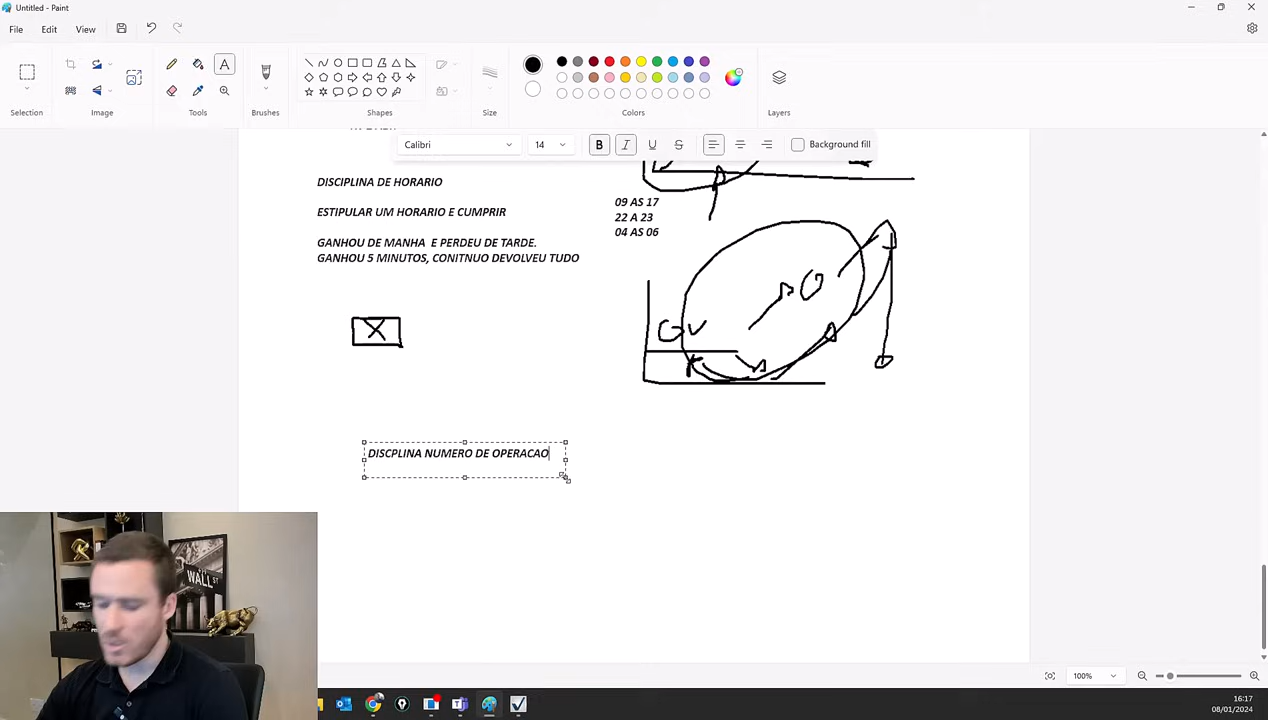 Untitled - Paint
File Edit View
Selection Image Tools Brushes Shapes Size Colors Layers
Calibri 14 B I U Background fill
DISCIPLINA DE HORARIO
ESTIPULAR UM HORARIO E CUMPRIR
GANHOU DE MANHA E PERDEU DE TARDE.
GANHOU 5 MINUTOS, CONITNUO DEVOLVEU TUDO
09 AS 17
22 A 23
04 AS 06
DISCPLINA NUMERO DE OPERACAO
WALL ST
100%
16:17
08/01/2024